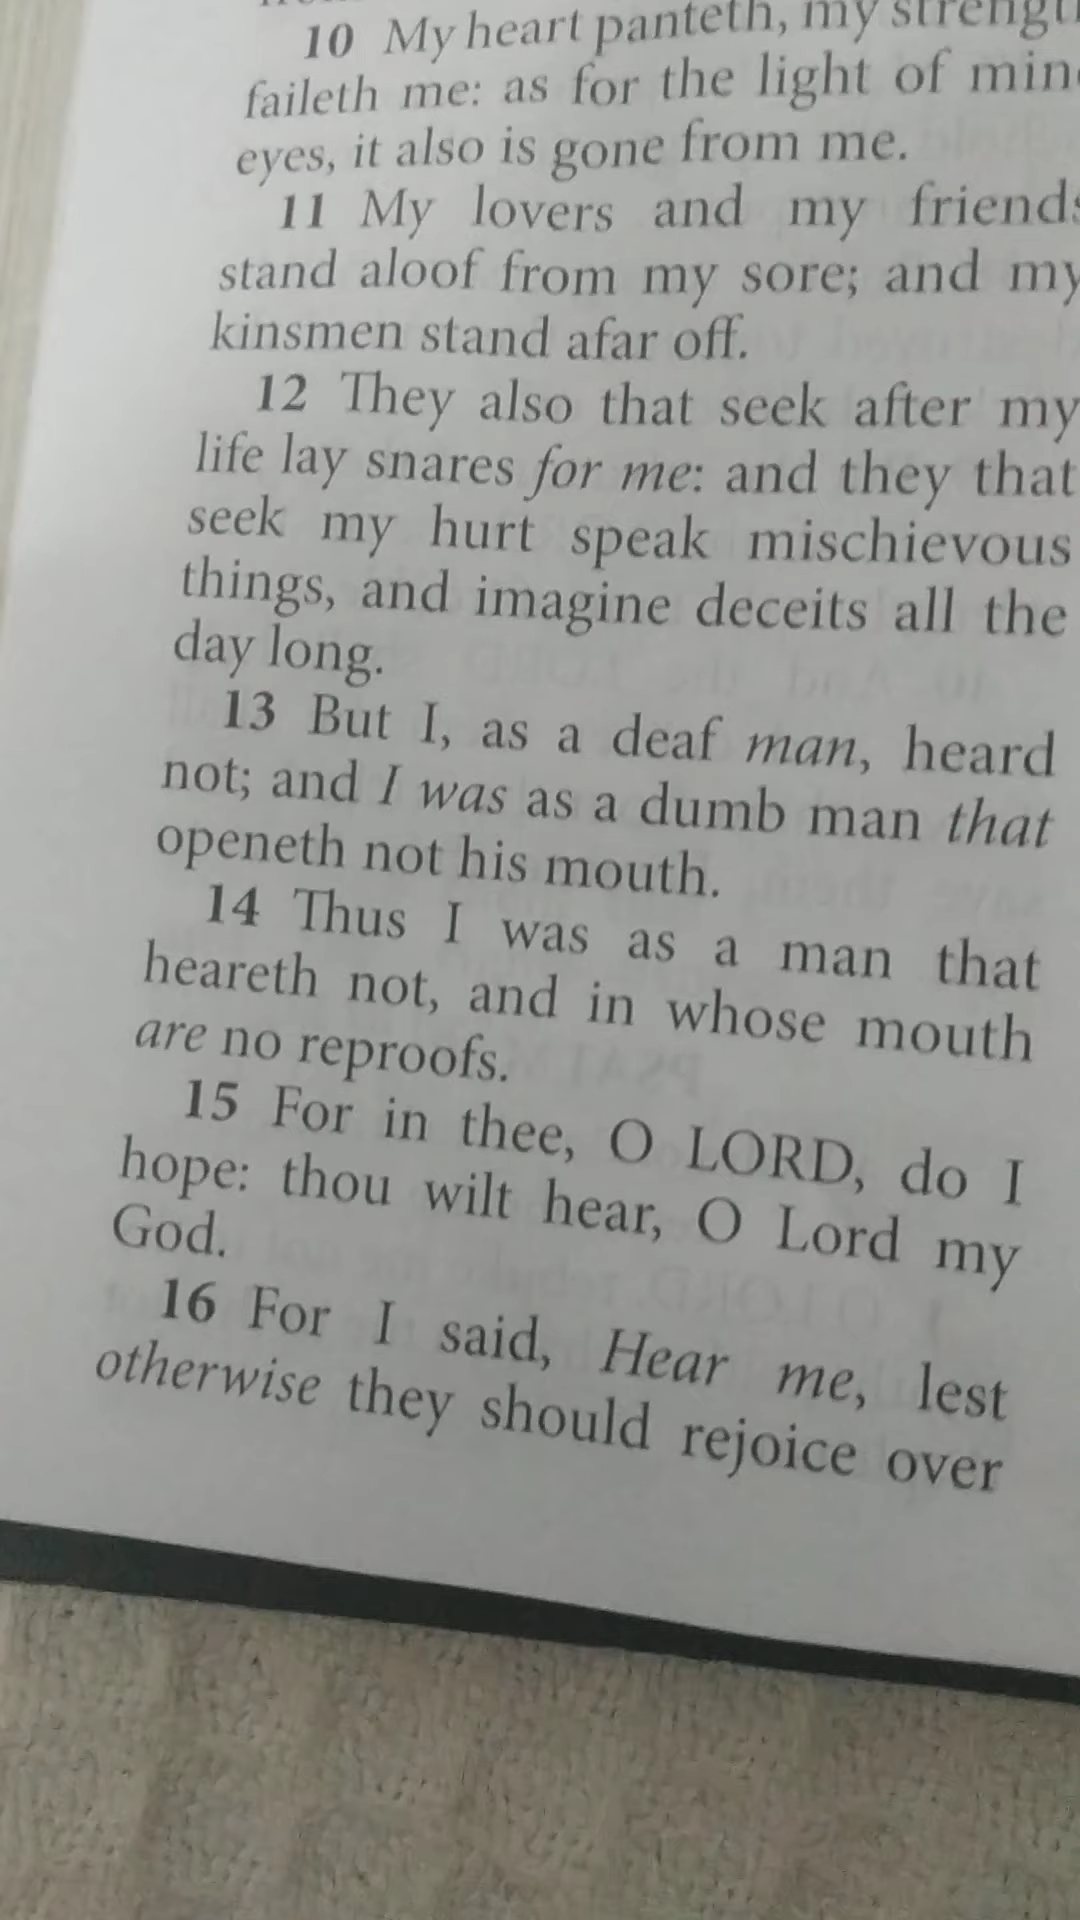 10 My heart panteth, my
faileth me: as for the light of
eyes, it also is gone from me.
11 My lovers and my friends
stand aloof from my sore; and my
kinsmen stand afar off.
12 They also that seek after my
life lay snares for me: and they that
seek my hurt speak mischievous
things, and imagine deceits all the
day long.
13 But I, as a deaf man, heard
not; and I was as a dumb man that
openeth not his mouth.
14 Thus I was as a man that
heareth not, and in whose mouth
are no reproofs.
15 For in thee, O LORD, do I
hope: thou wilt hear, O Lord my
God.
16 For I said, Hear me, lest
otherwise they should rejoice over